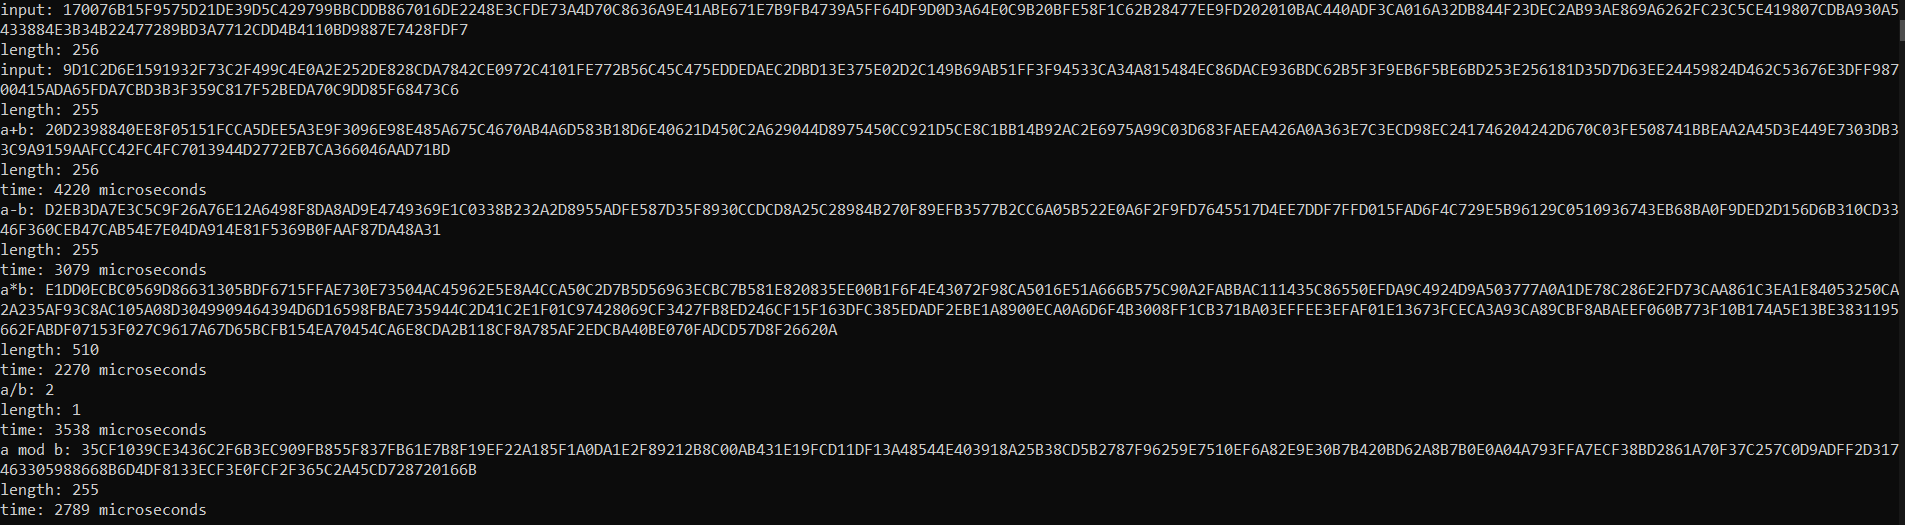 input: 170076B15F9575D21DE39D5C429799BBCDDB867016DE2248E3CFDE73A4D70C8636A9E41ABE671E7B9FB4739A5FF64DF9D0D3A64E0C9B20BFE58F1C62B28477EE9FD202010BAC440ADF3CA016A32DB844F23DEC2AB93AE869A6262FC23C5CE419807CDBA930A5
433884E3B34B22477289BD3A7712CDD4B4110BD9887E7428FDF7
length: 256
input: 9D1C2D6E1591932F73C2F499C4E0A2E252DE828CDA7842CE0972C4101FE772B56C45C475EDDEDAEC2DBD13E375E02D2C149B69AB51FF3F94533CA34A815484EC86DACE936BDC62B5F3F9EB6F5BE6BD253E256181D35D7D63EE24459824D462C53676E3DFF987
00415ADA65FDA7CBD3B3F359C817F52BEDA70C9DD85F68473C6
length: 255
a+b: 20D2398840EE8F05151FCCA5DEE5A3E9F3096E98E485A675C4670AB4A6D583B18D6E40621D450C2A629044D8975450CC921D5CE8C1BB14B92AC2E6975A99C03D683FAEEA426A0A363E7C3ECD98EC241746204242D670C03FE508741BBEAA2A45D3E449E7303DB3
3C9A9159AAFCC42FC4FC7013944D2772EB7CA366046AAD71BD
length: 256
time: 4220 microseconds
a-b: D2EB3DA7E3C5C9F26A76E12A6498F8DA8AD9E4749369E1C0338B232A2D8955ADFE587D35F8930CCDCD8A25C28984B270F89EFB3577B2CC6A05B522E0A6F2F9FD7645517D4EE7DDF7FFD015FAD6F4C729E5B96129C0510936743EB68BA0F9DED2D156D6B310CD33
46F360CEB47CAB54E7E04DA914E81F5369B0FAAF87DA48A31
length: 255
time: 3079 microseconds
a*b: E1DD0ECBC0569D86631305BDF6715FFAE730E73504AC45962E5E8A4CCA50C2D7B5D56963ECBC7B581E820835EE00B1F6F4E43072F98CA5016E51A666B575C90A2FABBAC111435C86550EFDA9C4924D9A503777A0A1DE78C286E2FD73CAA861C3EA1E84053250CA
2A235AF93C8AC105A08D3049909464394D6D16598FBAE735944C2D41C2E1F01C97428069CF3427FB8ED246CF15F163DFC385EDADF2EBE1A8900ECA0A6D6F4B3008FF1CB371BA03EFFEE3EFAF01E13673FCECA3A93CA89CBF8ABAEEF060B773F10B174A5E13BE3831195
662FABDF07153F027C9617A67D65BCFB154EA70454CA6E8CDA2B118CF8A785AF2EDCBA40BE070FADCD57D8F26620A
length: 510
time: 2270 microseconds
a/b: 2
length: 1
time: 3538 microseconds
a mod b: 35CF1039CE3436C2F6B3EC909FB855F837FB61E7B8F19EF22A185F1A0DA1E2F89212B8C00AB431E19FCD11DF13A48544E403918A25B38CD5B2787F96259E7510EF6A82E9E30B7B420BD62A8B7B0E0A04A793FFA7ECF38BD2861A70F37C257C0D9ADFF2D317
463305988668B6D4DF8133ECF3E0FCF2F365C2A45CD728720166B
length: 255
time: 2789 microseconds